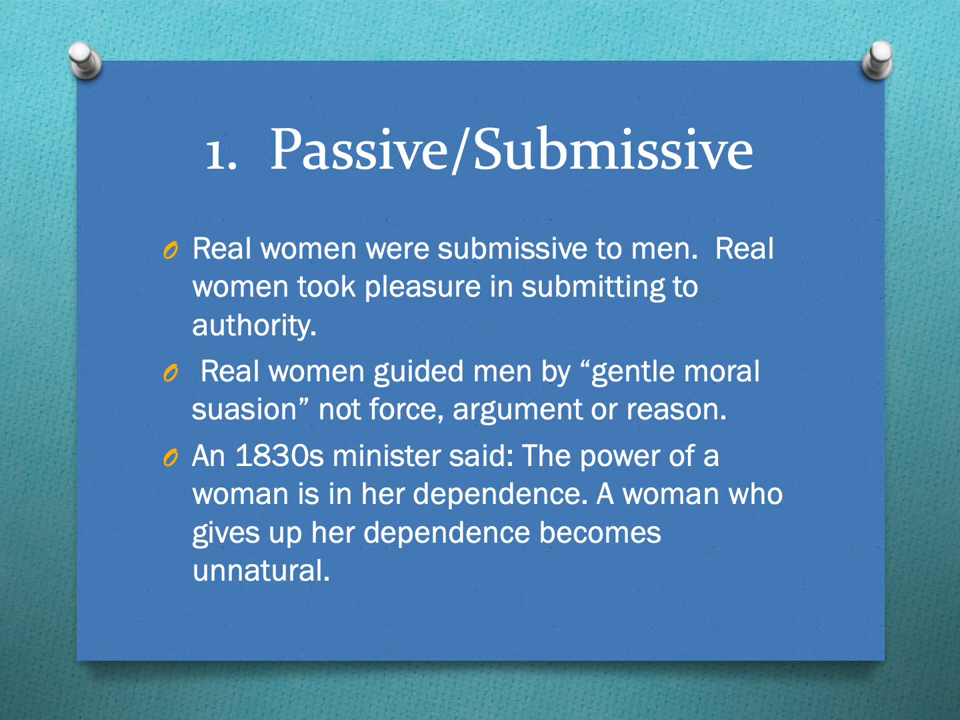 1. Passive/Submissive
Real women were submissive to men.  Real
women took pleasure in submitting to
authority.
Real women guided men by “gentle moral
suasion” not force, argument or reason.
An 1830s minister said: The power of a
woman is in her dependence. A woman who
gives up her dependence becomes
unnatural.